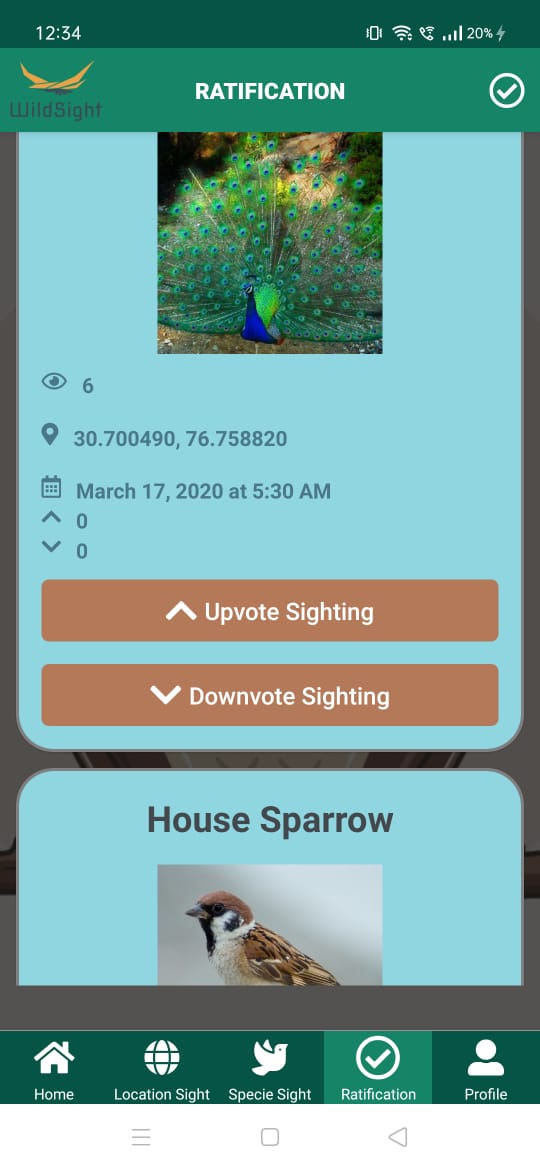 12:34
20%
WildSight
RATIFICATION
6
30.700490, 76.758820
March 17, 2020 at 5:30 AM
0
0
Upvote Sighting
Downvote Sighting
House Sparrow
Home
Location Sight
Specie Sight
Ratification
Profile